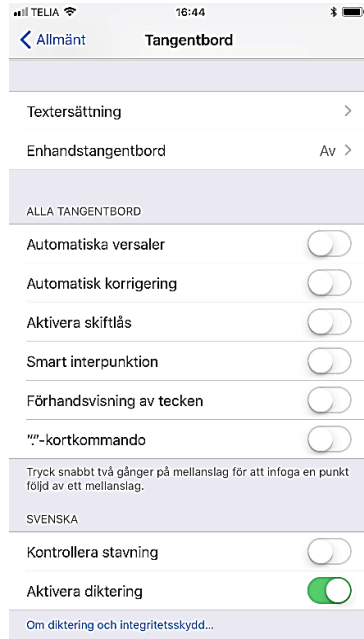 TELIA 16:44
Allmänt Tangentbord
Textersättning
Enhandstangentbord Av
ALLA TANGENTBORD
Automatiska versaler
Automatisk korrigering
Aktivera skiftlås
Smart interpunktion
Förhandsvisning av tecken
"."-kortkommando
Tryck snabbt två gånger på mellanslag för att infoga en punkt
följd av ett mellanslag.
SVENSKA
Kontrollera stavning
Aktivera diktering
Om diktering och integritetsskydd...